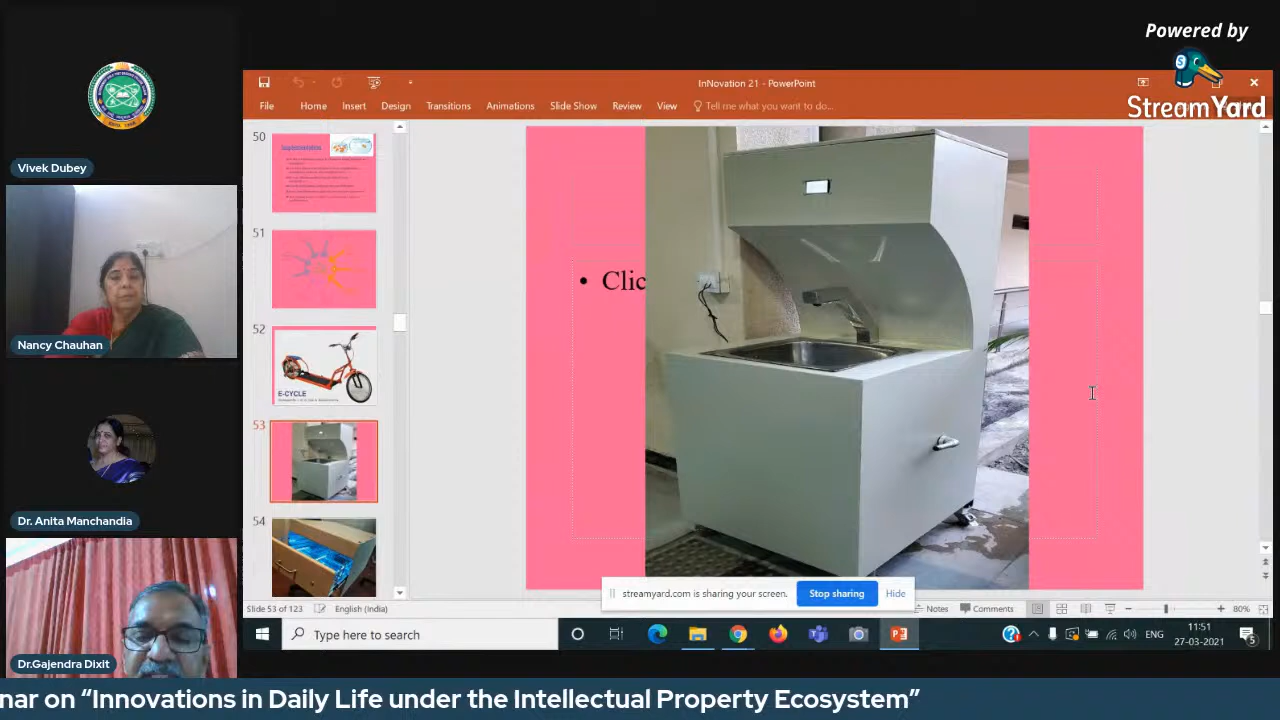 Powered by
StreamYard
Vivek Dubey
Nancy Chauhan
Dr. Anita Manchandia
Dr.Gajendra Dixit
InNovation 21 - PowerPoint
File Home Insert Design Transitions Animations Slide Show Review View Tell me what you want to do...
50
51
52
E-CYCLE
53
54
• Clic
streamyard.com is sharing your screen. Stop sharing Hide
Slide 53 of 123 English (India) Notes Comments 80%
Type here to search
ENG
11:51
27-03-2021
5
nar on “Innovations in Daily Life under the Intellectual Property Ecosystem”